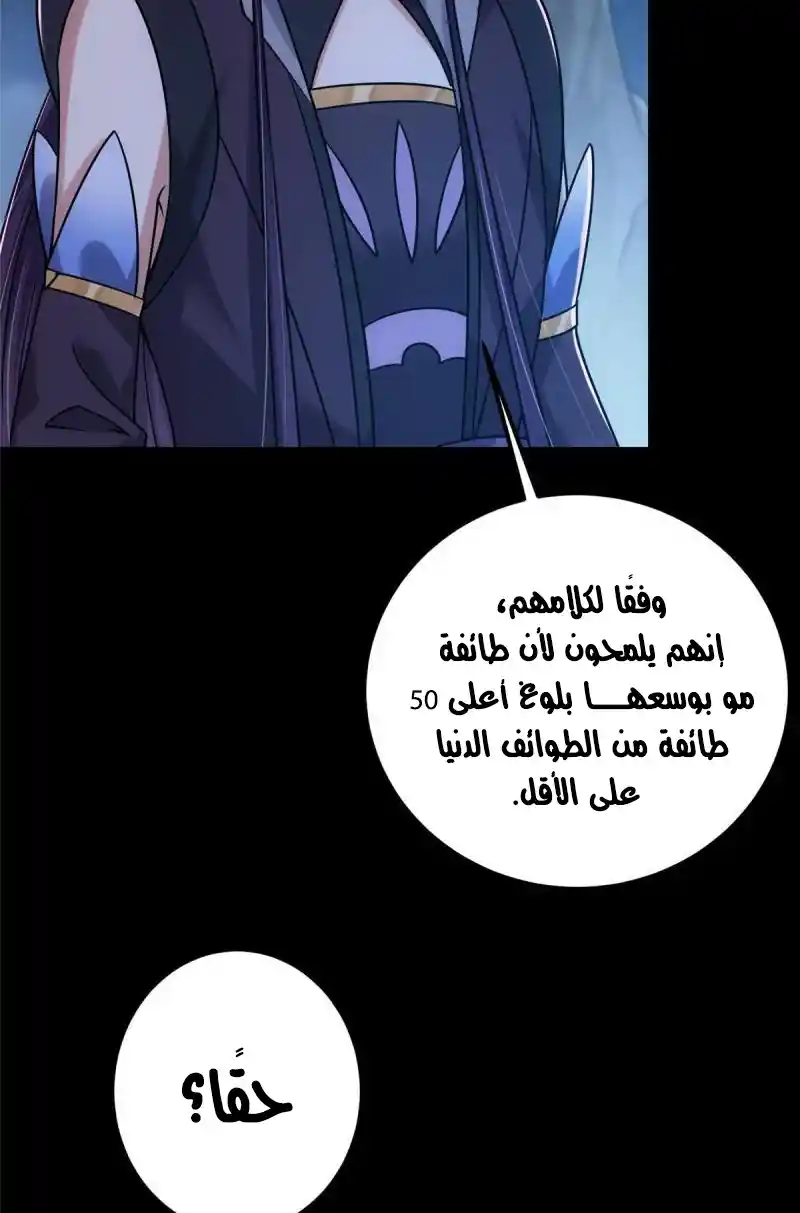 وفقًا لكلامهم،
إنهم يلمحون لأن طائفة
مو بوسعهـــا بلوغ أعلى 50
طائفة من الطوائف الدنيا
على الأقل.
حقًا؟